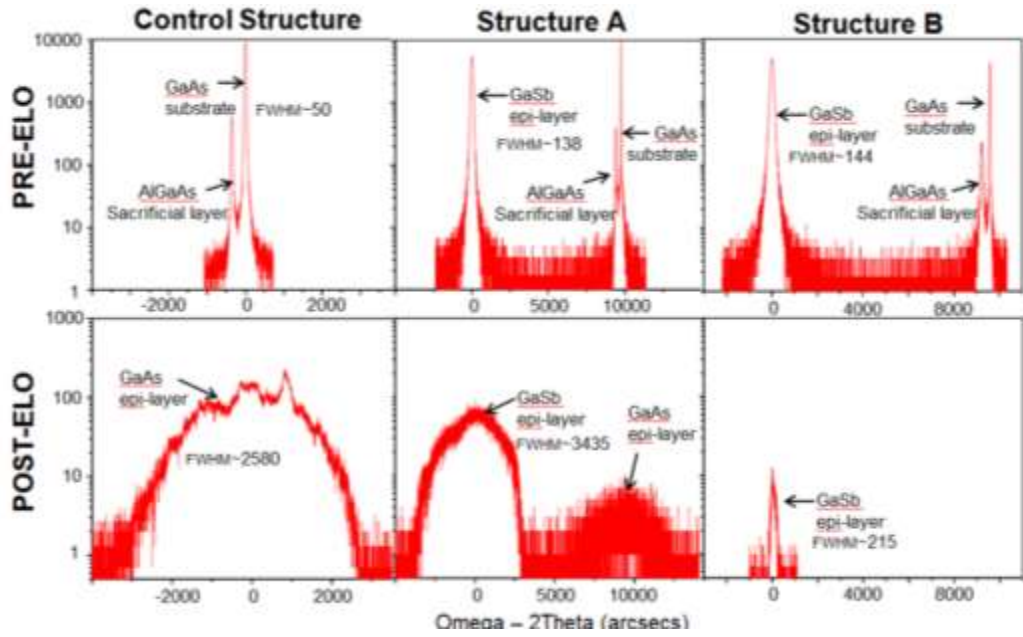 Control Structure
Structure A
Structure B
PRE-ELO
10000
1000
100
10
1
GaAs
substrate
FWHM~50
AlGaAs
Sacrificial layer
-2000
0
2000
GaSb
epi-layer
FWHM~138
GaAs
substrate
AlGaAs
Sacrificial layer
0
5000
10000
GaSb
epi-layer
FWHM~144
GaAs
substrate
AlGaAs
Sacrificial layer
0
4000
8000
POST-ELO
1000
100
10
1
GaAs
epi-layer
FWHM~2580
-2000
0
2000
GaSb
epi-layer
FWHM~3435
GaAs
epi-layer
0
5000
10000
GaSb
epi-layer
FWHM~215
0
4000
8000
Omega – 2Theta (arcsecs)